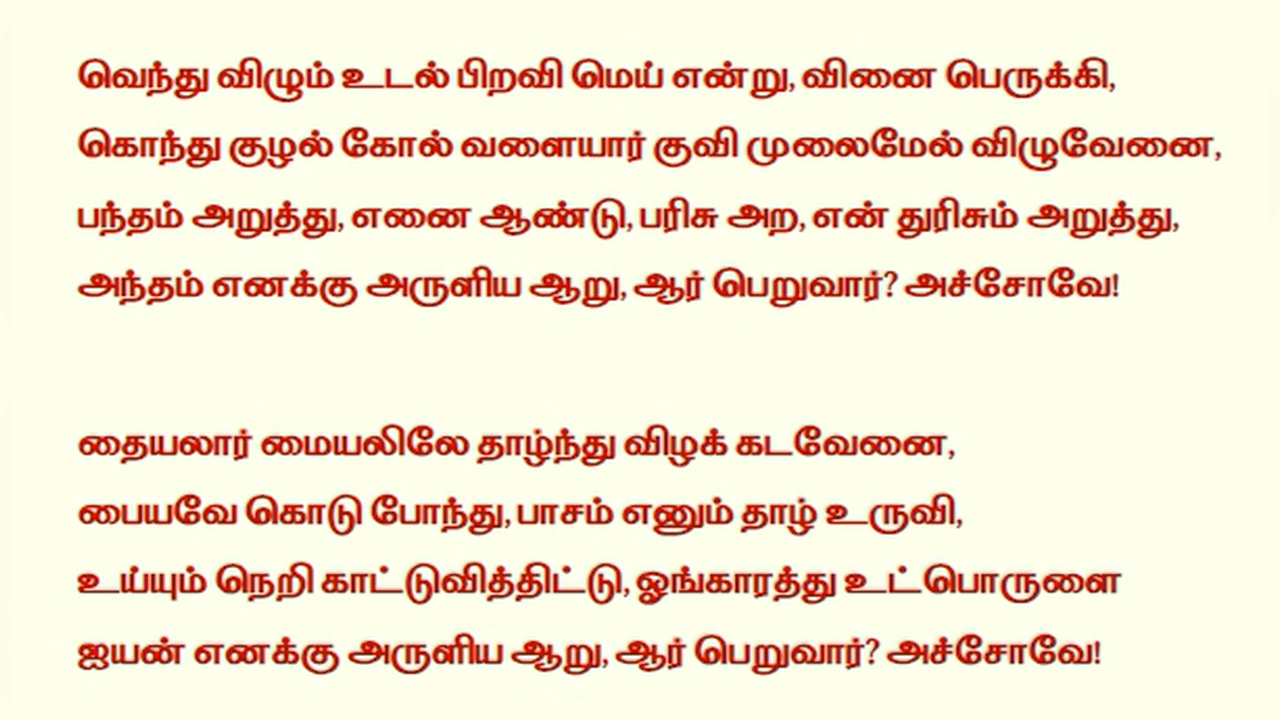 வெந்து விழும் உடல் பிறவி மெய் என்று, வினை பெருக்கி,
கொந்து குழல் கோல் வளையார் குவி முலைமேல் விழுவேனை,
பந்தம் அறுத்து, எனை ஆண்டு, பரிசு அற, என் துரிசும் அறுத்து,
அந்தம் எனக்கு அருளிய ஆறு, ஆர் பெறுவார்? அச்சோவே!
தையலார் மையலிலே தாழ்ந்து விழக் கடவேனை,
பையவே கொடு போந்து, பாசம் எனும் தாழ் உருவி,
உய்யும் நெறி காட்டுவித்திட்டு, ஓங்காரத்து உட்பொருளை
ஐயன் எனக்கு அருளிய ஆறு, ஆர் பெறுவார்? அச்சோவே!